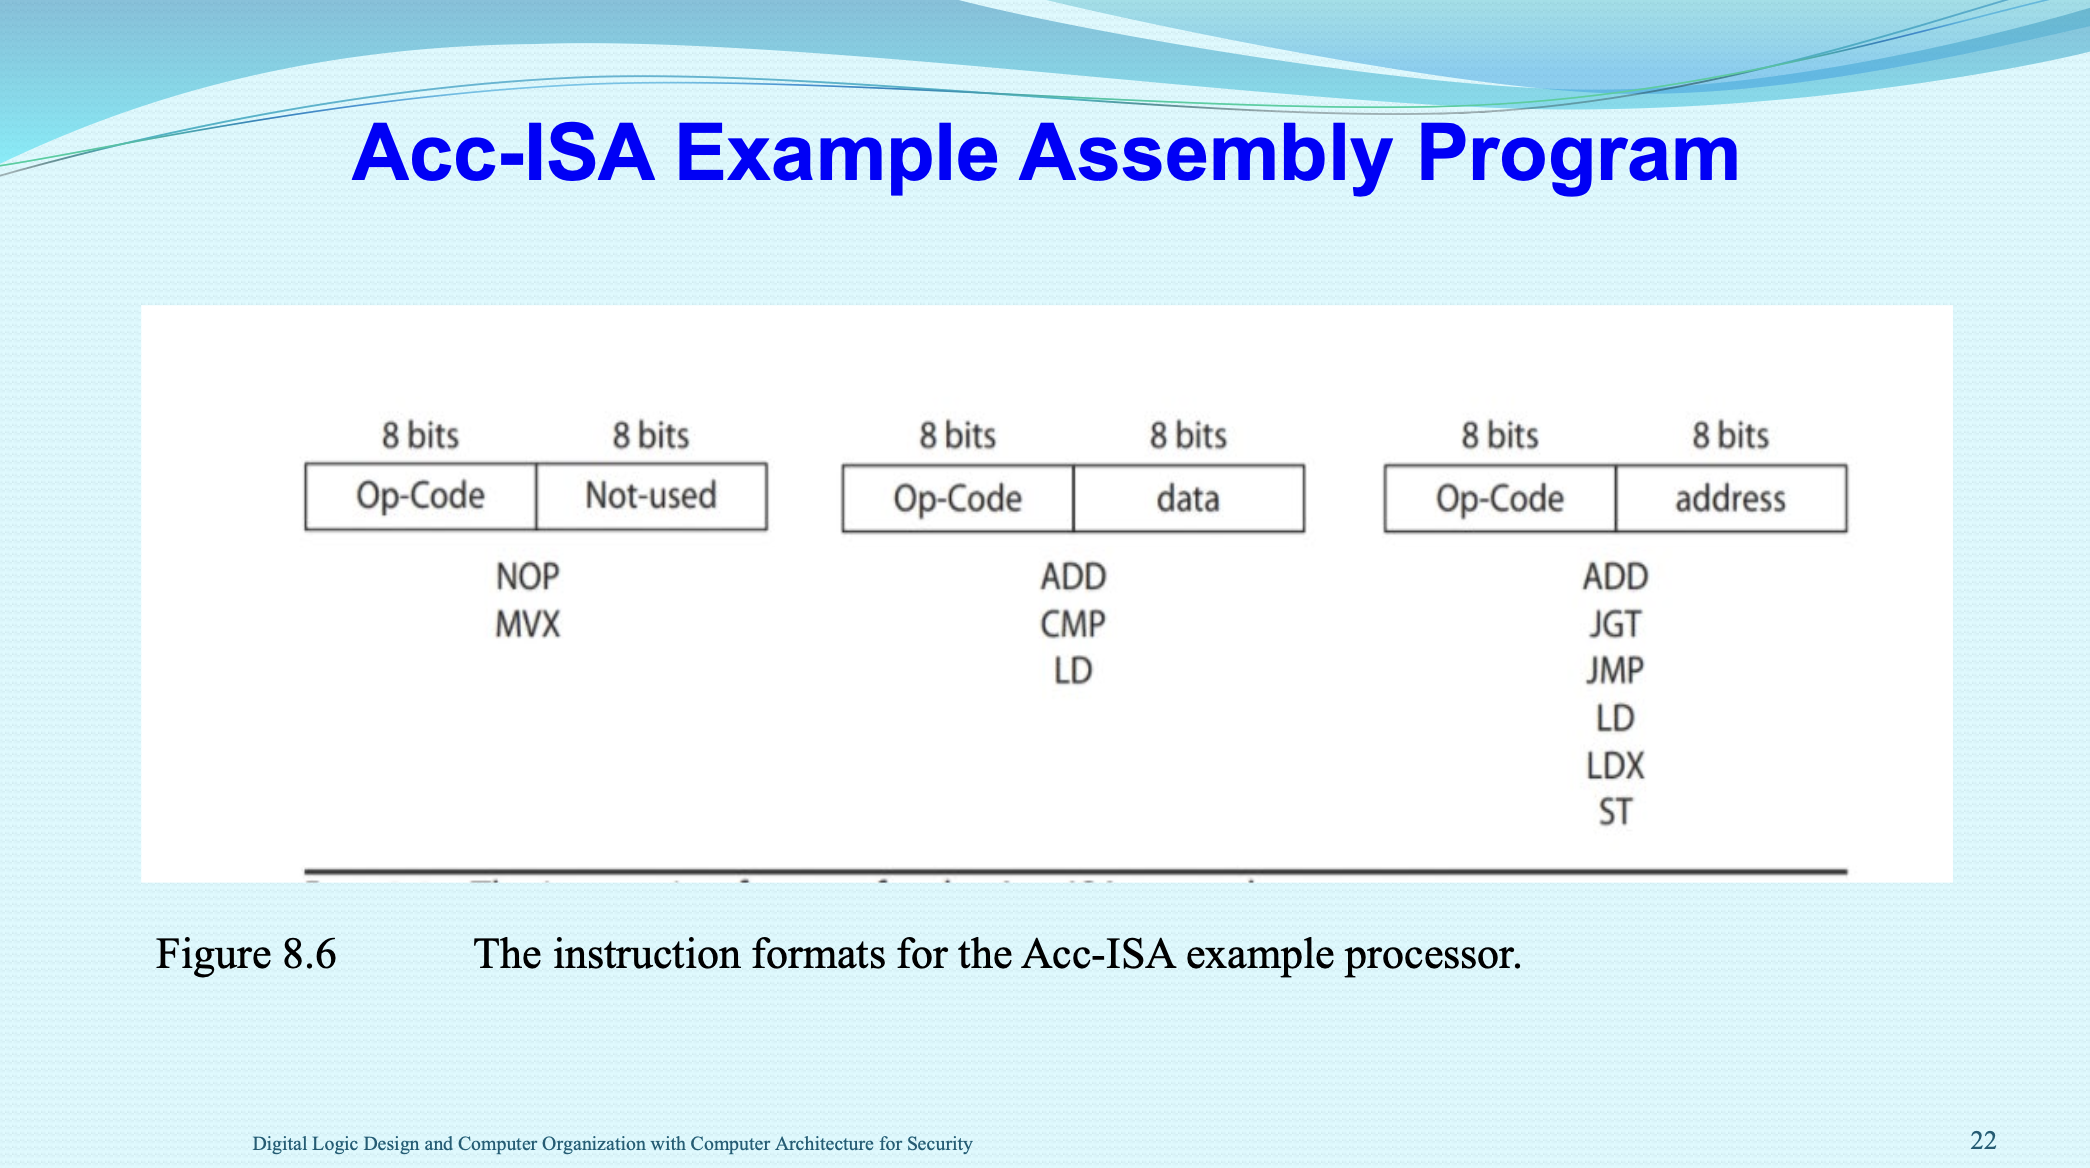 Acc-ISA Example Assembly Program
8 bits 8 bits
Op-Code Not-used
NOP
MVX
8 bits 8 bits
Op-Code data
ADD
CMP
LD
8 bits 8 bits
Op-Code address
ADD
JGT
JMP
LD
LDX
ST
Figure 8.6 The instruction formats for the Acc-ISA example processor.
Digital Logic Design and Computer Organization with Computer Architecture for Security
22